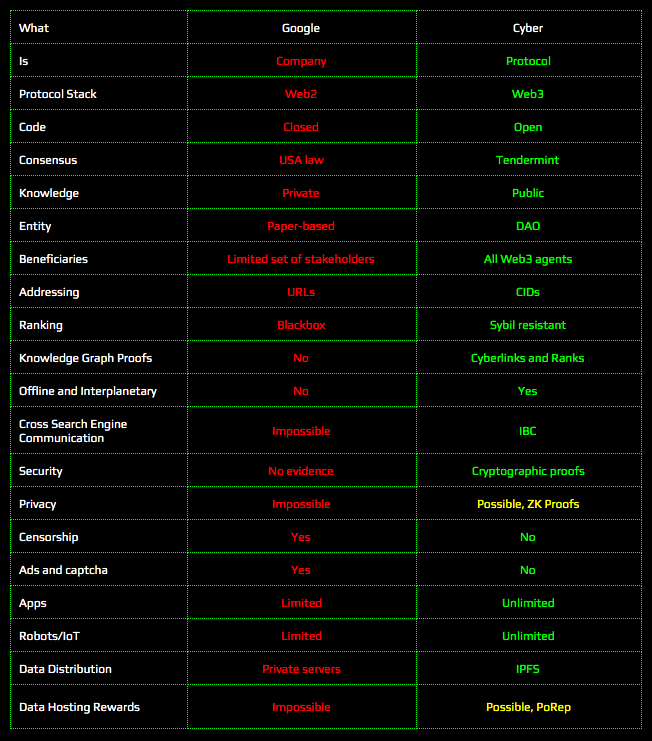 What Google Cyber
Is Company Protocol
Protocol Stack Web2 Web3
Code Closed Open
Consensus USA law Tendermint
Knowledge Private Public
Entity Paper-based DAO
Beneficiaries Limited set of stakeholders All Web3 agents
Addressing URLs CIDs
Ranking Blackbox Sybil resistant
Knowledge Graph Proofs No Cyberlinks and Ranks
Offline and Interplanetary No Yes
Cross Search Engine
Communication Impossible IBC
Security No evidence Cryptographic proofs
Privacy Impossible Possible, ZK Proofs
Censorship Yes No
Ads and captcha Yes No
Apps Limited Unlimited
Robots/IoT Limited Unlimited
Data Distribution Private servers IPFS
Data Hosting Rewards Impossible Possible, PoRep